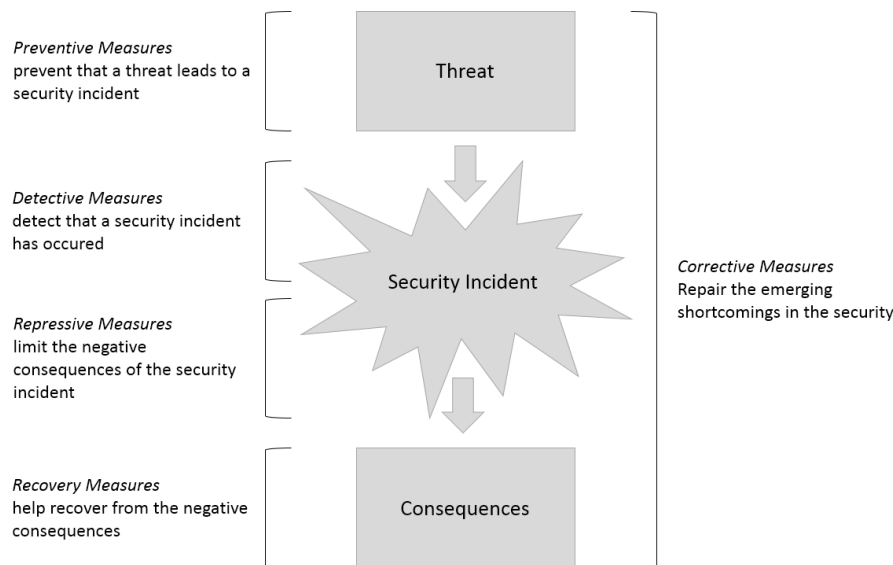 Preventive Measures
prevent that a threat leads to a
security incident
Threat
Detective Measures
detect that a security incident
has occured
Security Incident
Corrective Measures
Repair the emerging
shortcomings in the security
Repressive Measures
limit the negative
consequences of the security
incident
Recovery Measures
help recover from the negative
consequences
Consequences